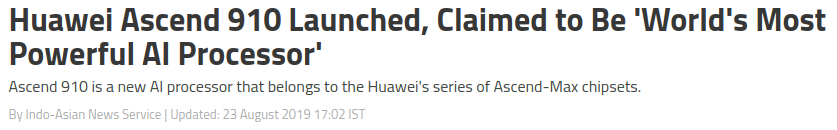 Huawei Ascend 910 Launched, Claimed to Be 'World's Most
Powerful AI Processor'
Ascend 910 is a new AI processor that belongs to the Huawei's series of Ascend-Max chipsets.
By Indo-Asian News Service | Updated: 23 August 2019 17:02 IST